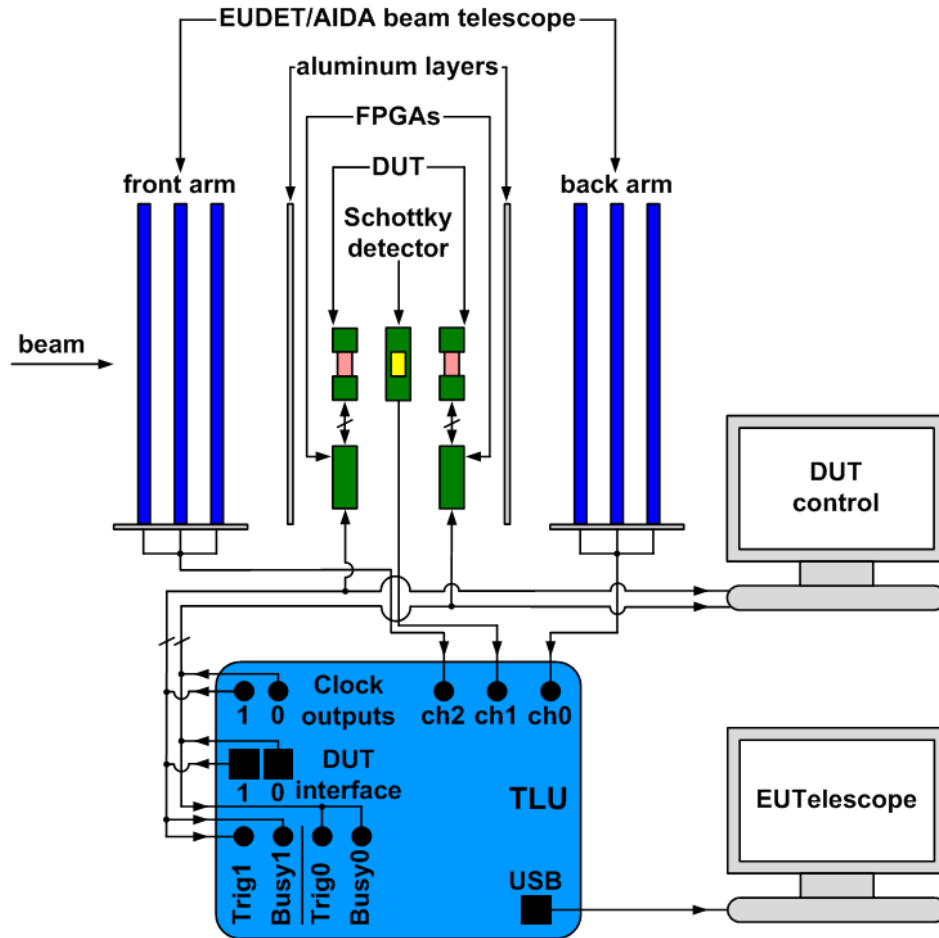 EUDET/AIDA beam telescope
aluminum layers
FPGAs
DUT
front arm
back arm
Schottky
detector
beam
DUT
control
Clock
outputs
1 0
ch2 ch1 ch0
DUT
interface
1 0
TLU
EUTelescope
Trig1
Busy1
Trig0
Busy0
USB